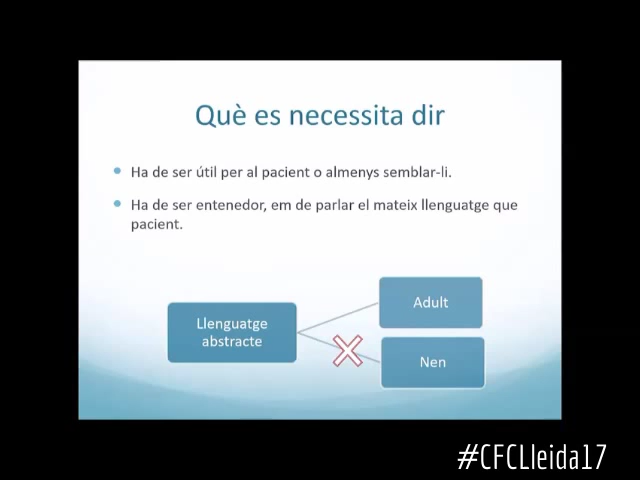 Què es necessita dir
Ha de ser útil per al pacient o almenys semblar-li.
Ha de ser entenedor, em de parlar el mateix llenguatge que
pacient.
Llenguatge
abstracte
Adult
Nen
#CFCLleida17